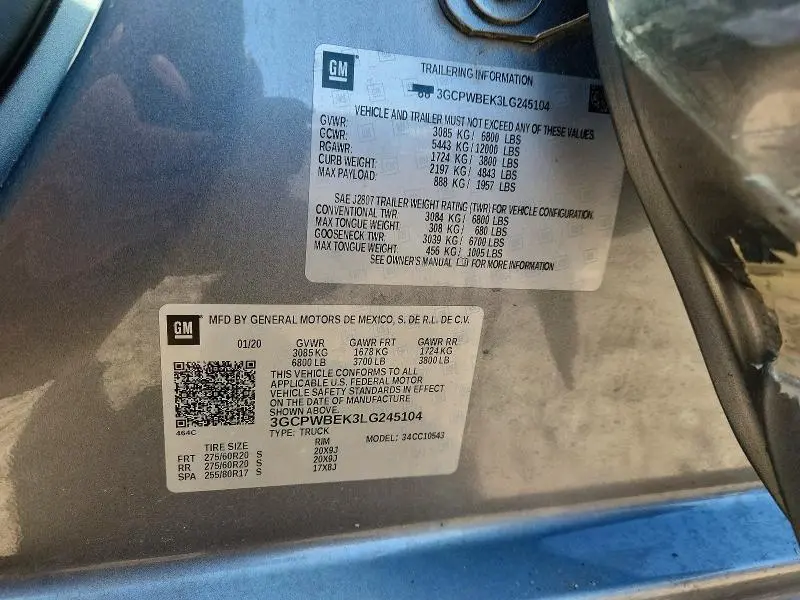 GM
TRAILERING INFORMATION
3GCPWBEK3LG245104
VEHICLE AND TRAILER MUST NOT EXCEED ANY OF THESE VALUES.
GVWR: 3085 KG / 6800 LBS
GCWR: 5443 KG / 12000 LBS
RGAWR: 1724 KG / 3800 LBS
CURB WEIGHT: 2197 KG / 4843 LBS
MAX PAYLOAD: 888 KG / 1957 LBS
SAE J2807 TRAILER WEIGHT RATING (TWR) FOR VEHICLE CONFIGURATION.
CONVENTIONAL TWR: 3084 KG / 6800 LBS
MAX TONGUE WEIGHT: 308 KG / 680 LBS
GOOSENECK TWR: 3039 KG / 6700 LBS
MAX TONGUE WEIGHT: 456 KG / 1005 LBS
SEE OWNER'S MANUAL FOR MORE INFORMATION
GM MFD BY GENERAL MOTORS DE MEXICO, S. DE R.L. DE C.V.
01/20 GVWR GAWR FRT GAWR RR
3085 KG 1678 KG 1724 KG
6800 LB 3700 LB 3800 LB
THIS VEHICLE CONFORMS TO ALL
APPLICABLE U.S. FEDERAL MOTOR
VEHICLE SAFETY STANDARDS IN EFFECT
ON THE DATE OF MANUFACTURE
SHOWN ABOVE.
3GCPWBEK3LG245104
464C TYPE: TRUCK MODEL: 34CC10543
TIRE SIZE RIM
FRT 275/60R20 S 20X9J
RR 275/60R20 S 20X9J
SPA 255/80R17 S 17X8J